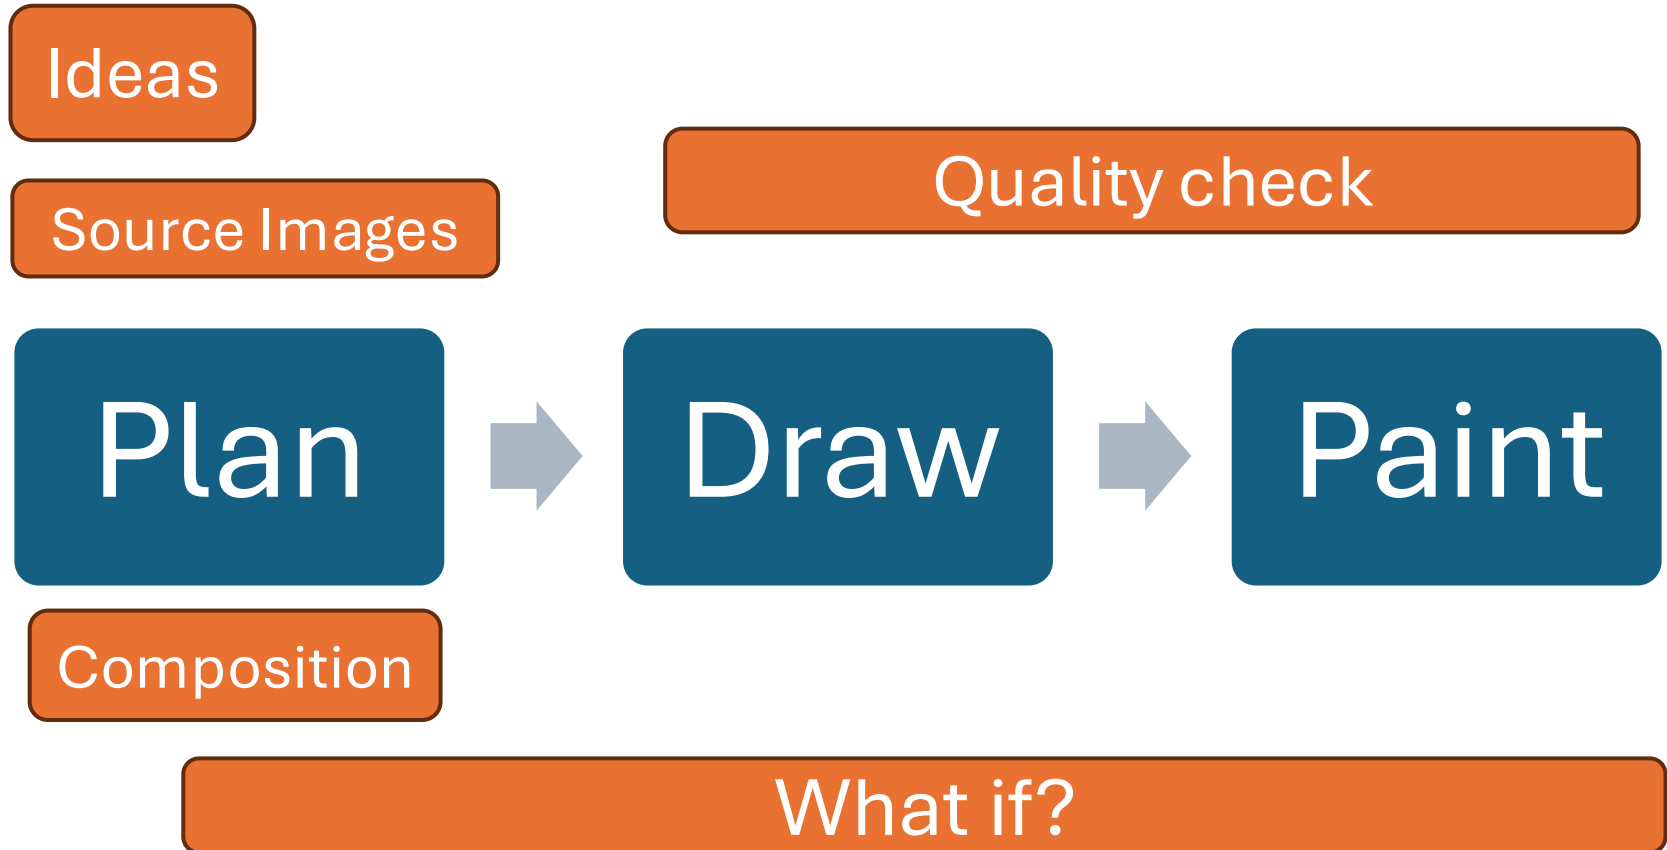 Ideas
Quality check
Source Images
Plan
Draw
Paint
Composition
What if?